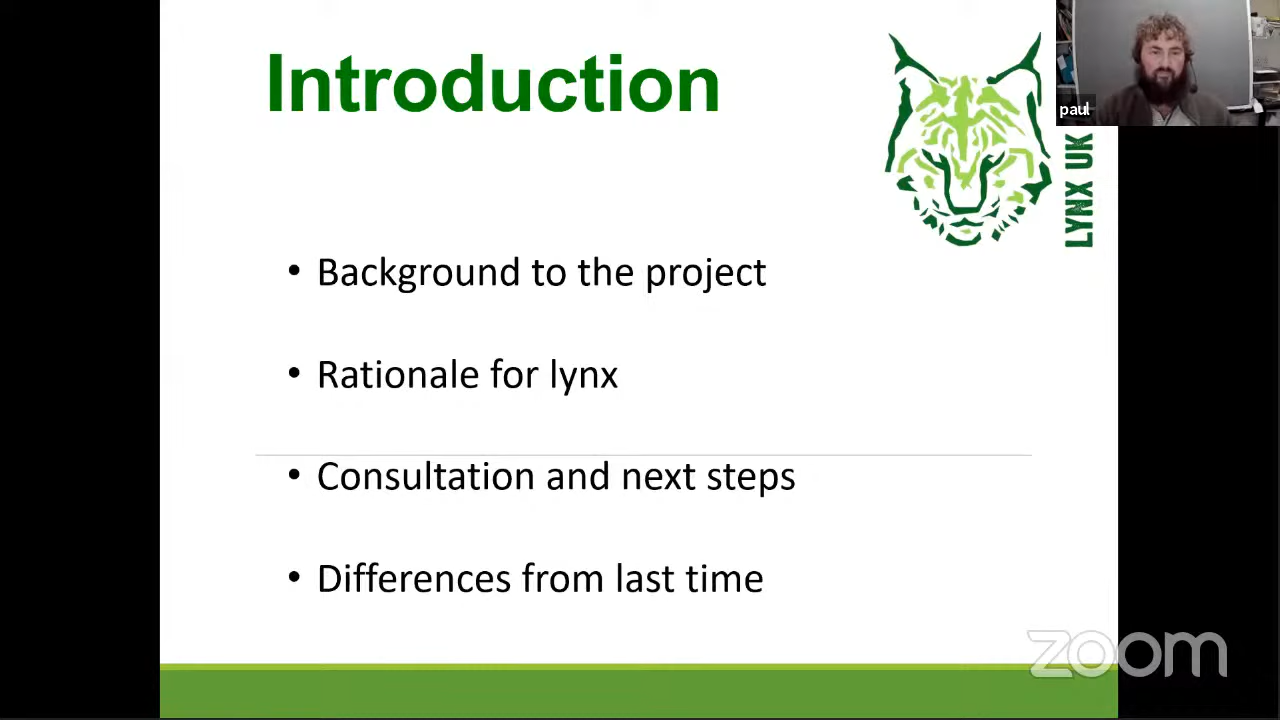 Introduction
paul
LYNX UK
• Background to the project
• Rationale for lynx
• Consultation and next steps
• Differences from last time
zoom